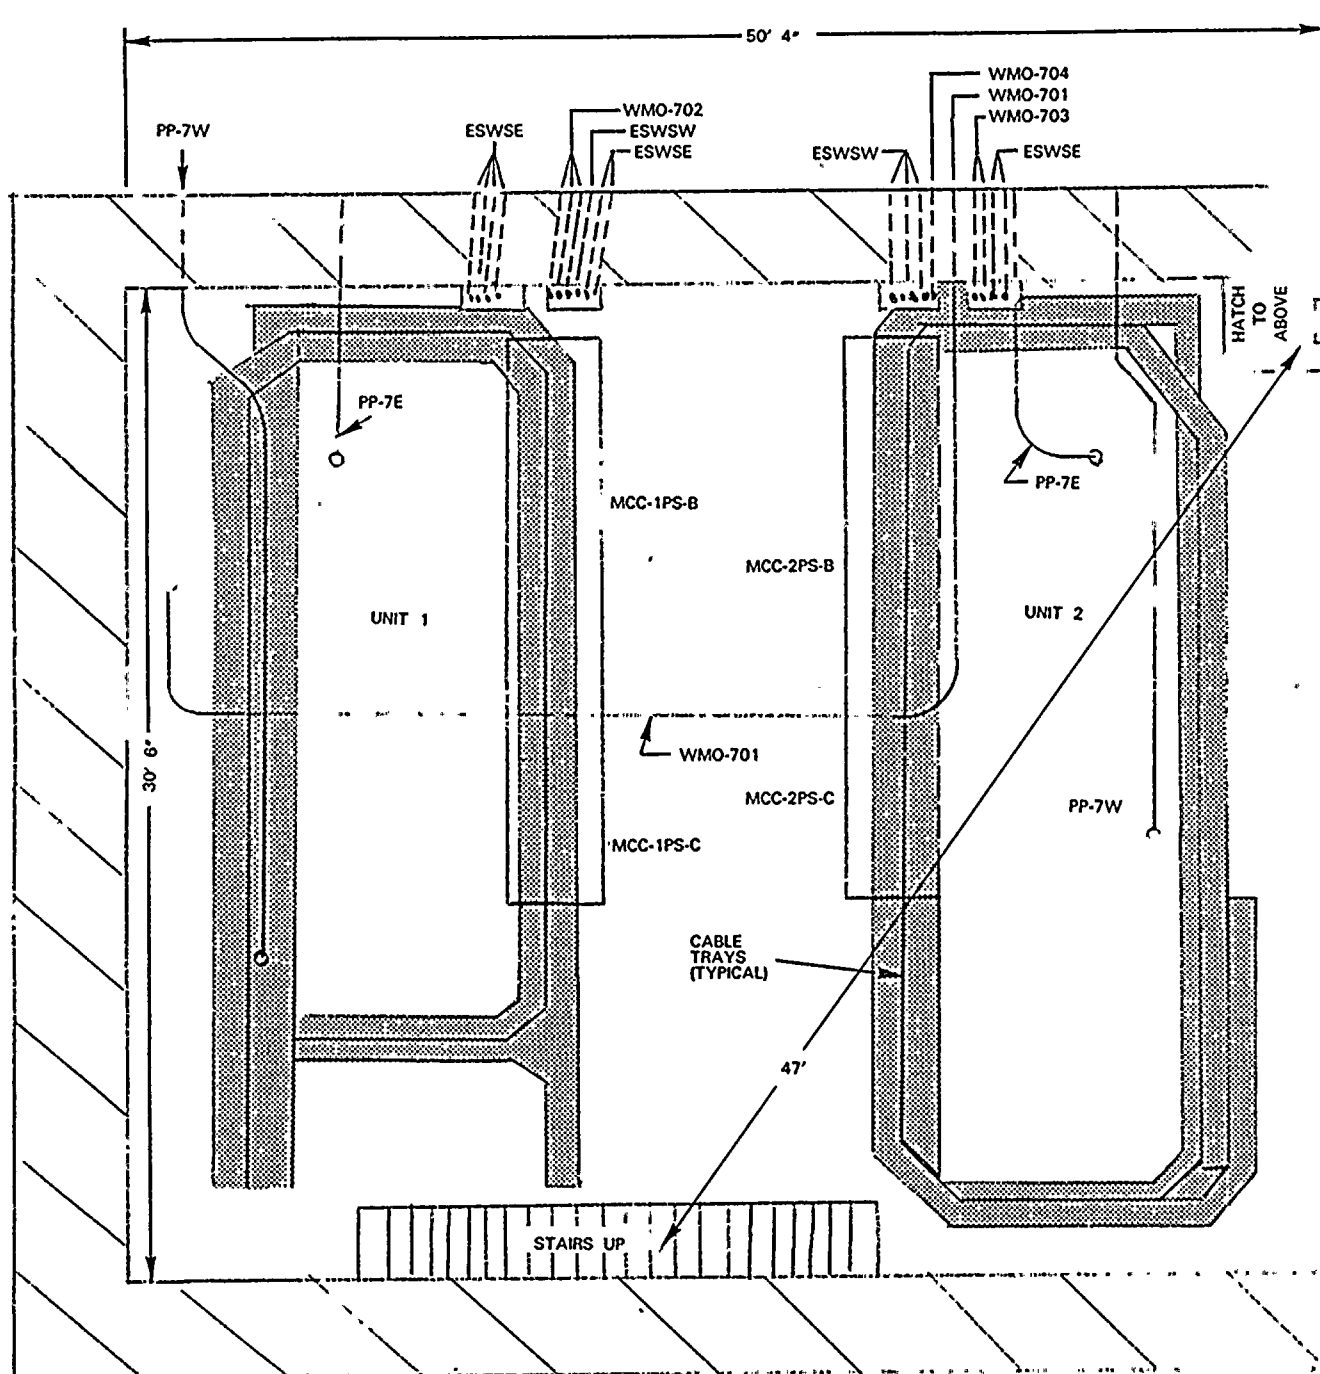 50' 4"
WMO-704
WMO-701
WMO-703
WMO-702
ESWSW
ESWSE
PP-7W
ESWSE
ESWSW
ESWSE
HATCH
TO
ABOVE
PP-7E
PP-7E
MCC-1PS-B
MCC-2PS-B
UNIT 1
UNIT 2
30' 6"
WMO-701
MCC-2PS-C
PP-7W
MCC-1PS-C
CABLE
TRAYS
(TYPICAL)
47'
STAIRS UP